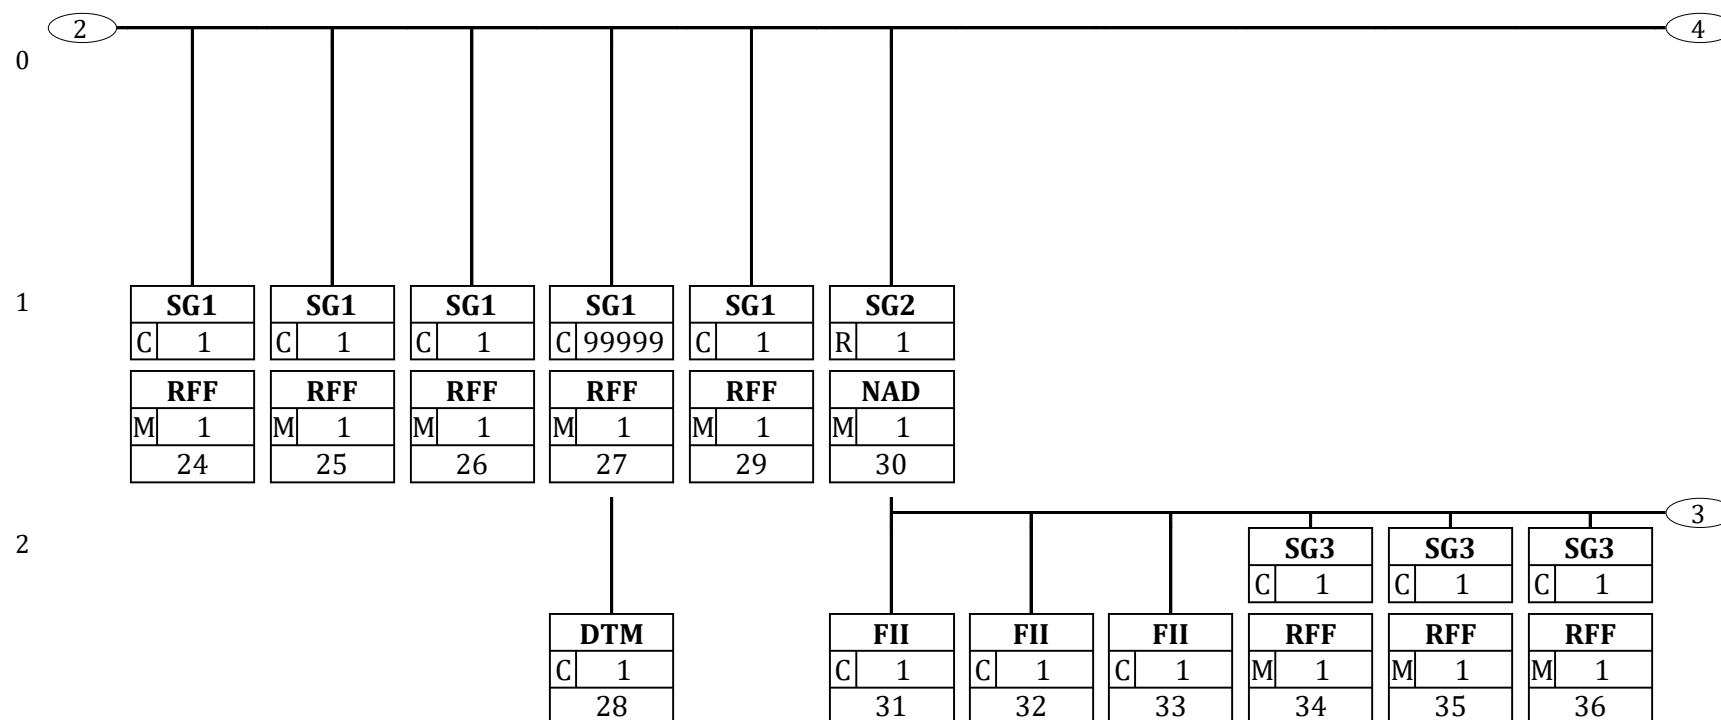 2 4
0
1
SG1 SG1 SG1 SG1 SG1 SG2
C 1 C 1 C 1 C 99999 C 1 R 1
RFF RFF RFF RFF RFF NAD
M 1 M 1 M 1 M 1 M 1 M 1
24 25 26 27 29 30
3
2
SG3 SG3 SG3
C 1 C 1 C 1
DTM FII FII FII RFF RFF RFF
C 1 C 1 C 1 C 1 M 1 M 1 M 1
28 31 32 33 34 35 36